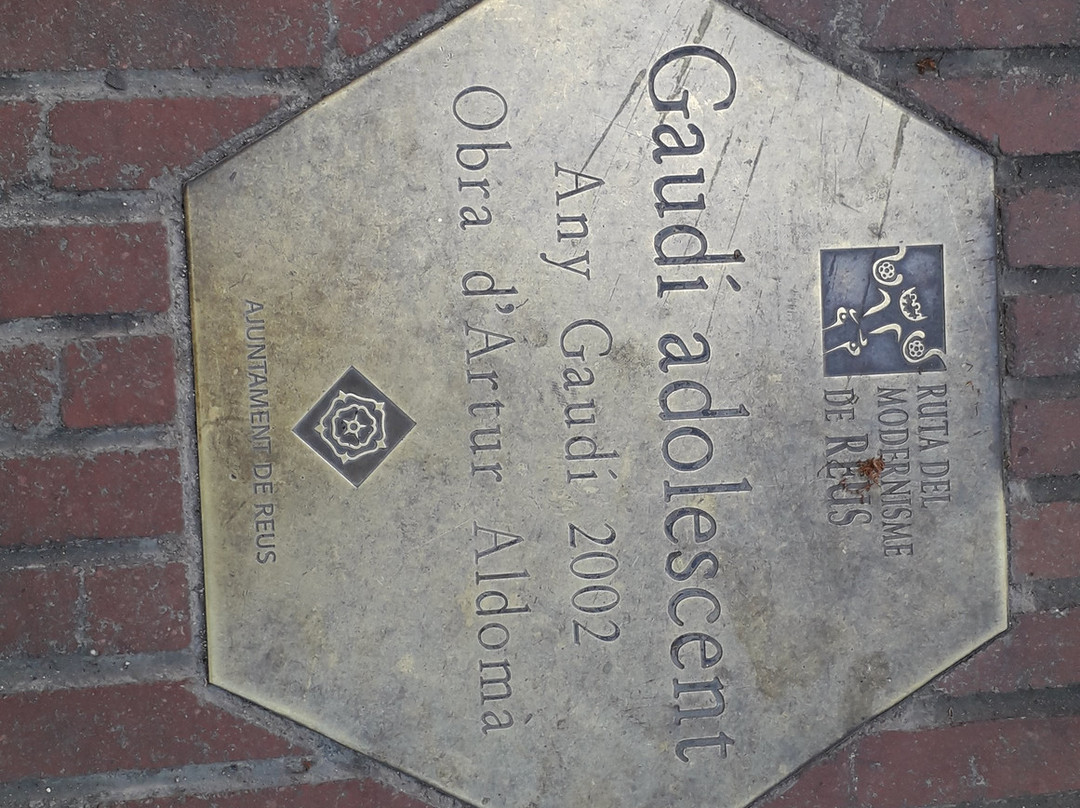 RUTA DEL
MODERNISME
DE REUS
Gaudí adolescent
Any Gaudí 2002
Obra d'Artur Aldomà
AJUNTAMENT DE REUS